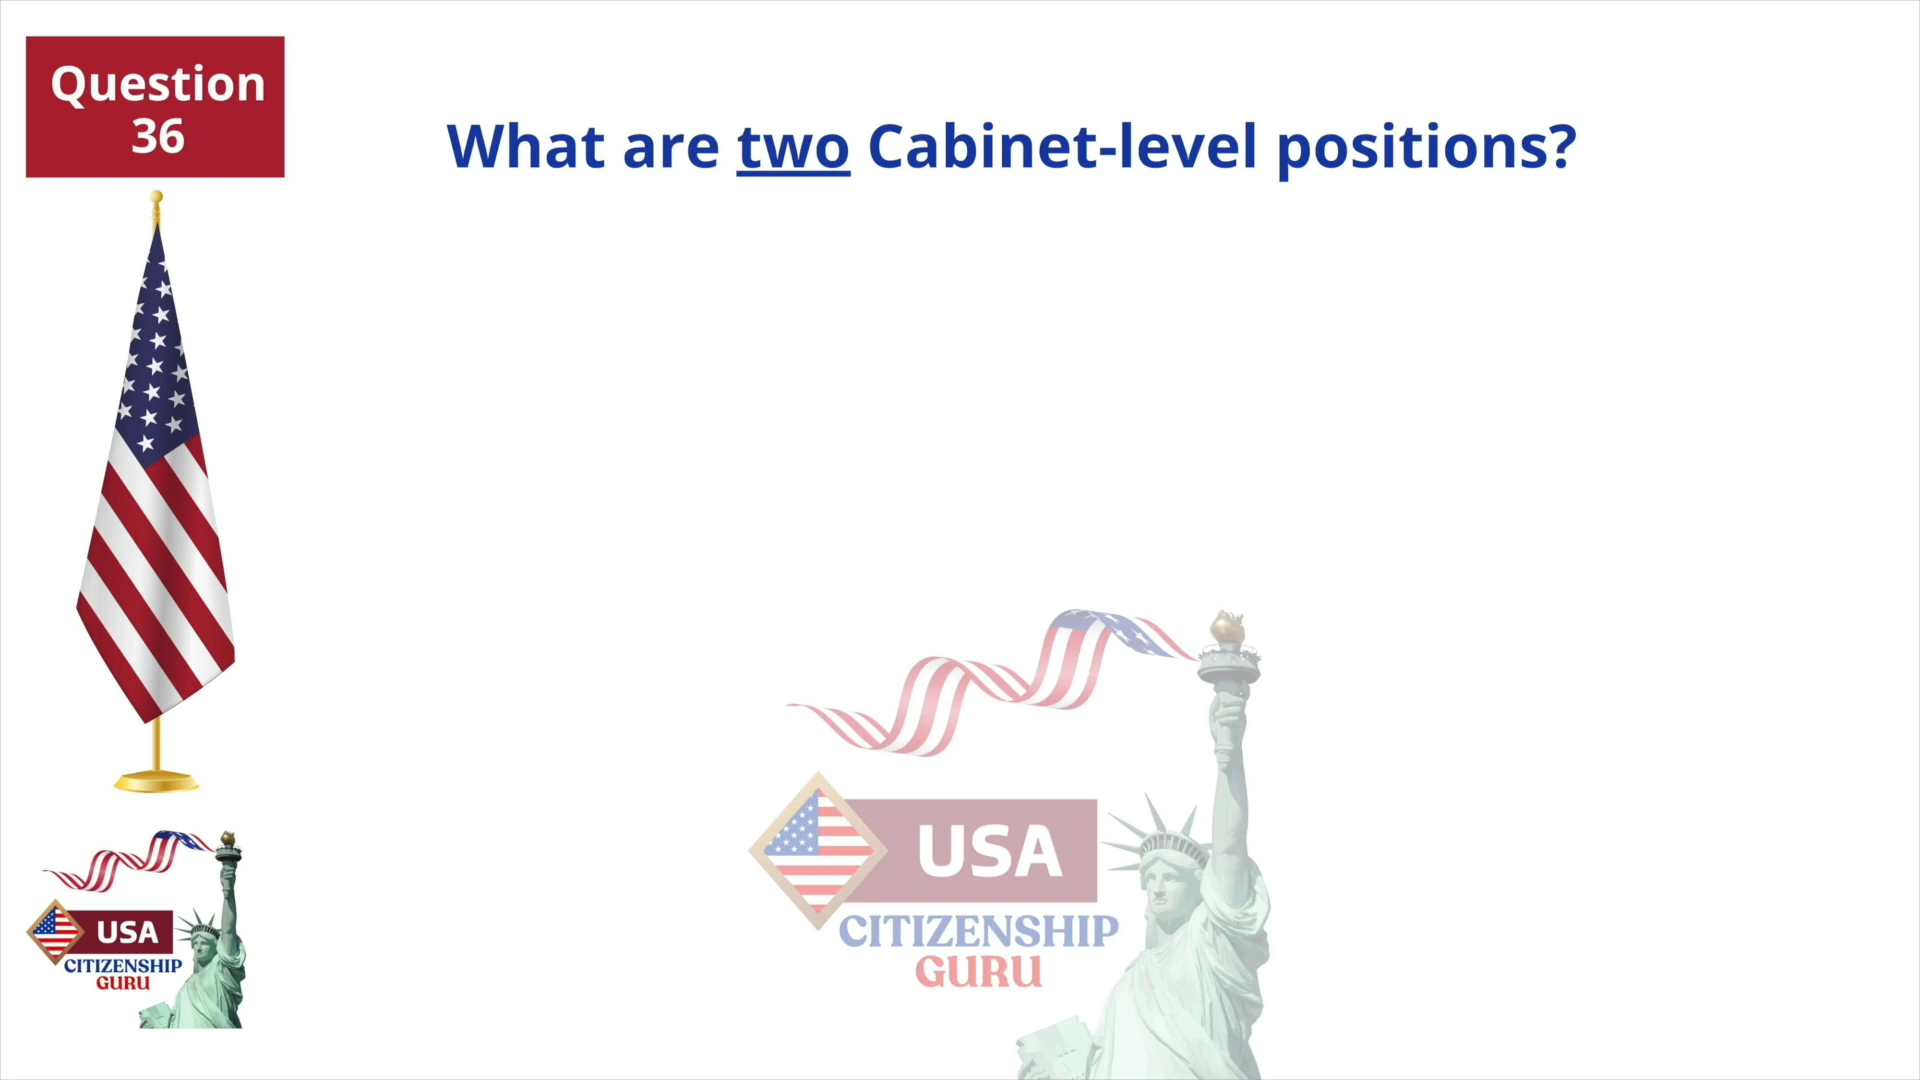 Question
36
What are two Cabinet-level positions?
USA
CITIZENSHIP
GURU
USA
CITIZENSHIP
GURU